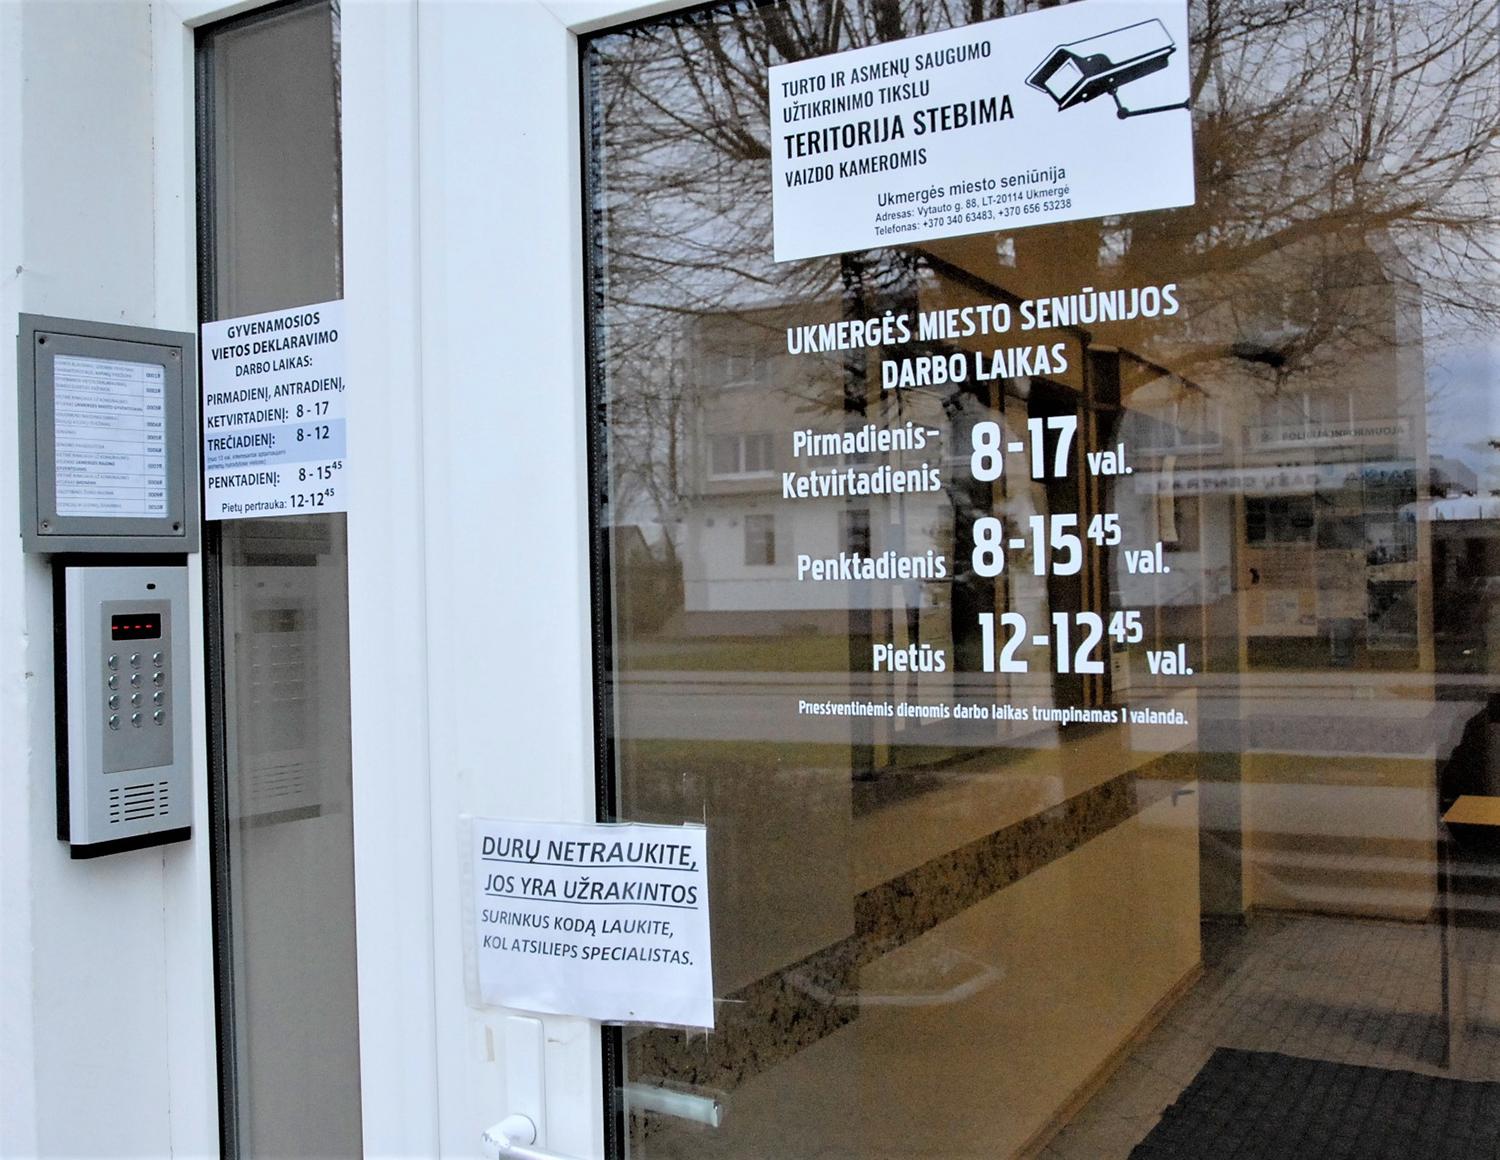 TURTO IR ASMENŲ SAUGUMO
UŽTIKRINIMO TIKSLU
TERITORIJA STEBIMA
VAIZDO KAMEROMIS
Ukmergės miesto seniūnija
Adresas: Vytauto g. 88, LT-20114 Ukmergė
Telefonas: +370 340 63483, +370 656 53238
UKMERGĖS MIESTO SENIŪNIJOS
DARBO LAIKAS
Pirmadienis-
Ketvirtadienis 8-17 val.
Penktadienis 8-15 45 val.
Pietūs 12-12 45 val.
Priešventinėmis dienomis darbo laikas trumpinamas 1 valanda.
GYVENAMOSIOS
VIETOS DEKLARAVIMO
DARBO LAIKAS:
PIRMADIENĮ, ANTRADIENĮ,
KETVIRTADIENĮ: 8 - 17
TREČIADIENĮ: 8 - 12
PENKTADIENĮ: 8 - 15 45
Pietų pertrauka: 12-12 45
DURŲ NETRAUKITE,
JOS YRA UŽRAKINTOS
SURINKUS KODĄ LAUKITE,
KOL ATSILIEPS SPECIALISTAS.